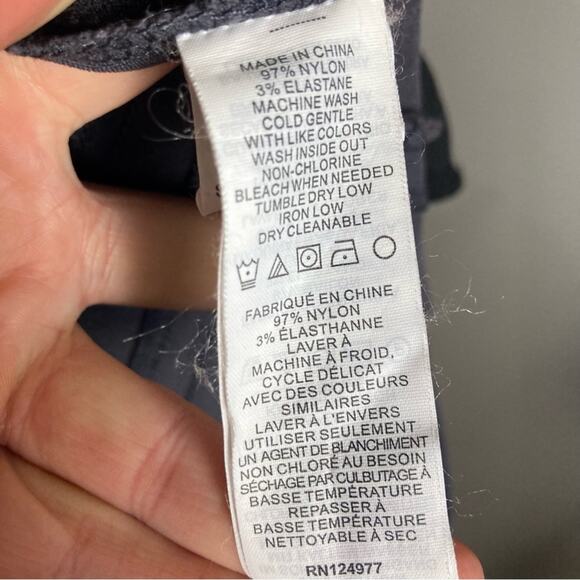 MADE IN CHINA
97% NYLON
3% ELASTANE
MACHINE WASH
COLD GENTLE
WITH LIKE COLORS
WASH INSIDE OUT
NON-CHLORINE
BLEACH WHEN NEEDED
TUMBLE DRY LOW
IRON LOW
DRY CLEANABLE
FABRIQUÉ EN CHINE
97% NYLON
3% ÉLASTHANNE
LAVER À
MACHINE À FROID,
CYCLE DÉLICAT
AVEC DES COULEURS
SIMILAIRES
LAVER À L'ENVERS
UTILISER SEULEMENT
UN AGENT DE BLANCHIMENT
NON CHLORÉ AU BESOIN
SÉCHAGE PAR CULBUTAGE À
BASSE TEMPÉRATURE
REPASSER À
BASSE TEMPÉRATURE
NETTOYABLE À SEC
RN124977